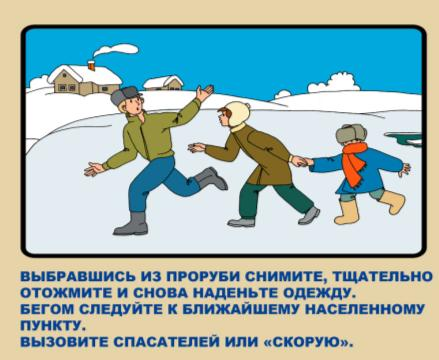 ВЫБРАВШИСЬ ИЗ ПРОРУБИ СНИМИТЕ, ТЩАТЕЛЬНО
ОТОЖМИТЕ И СНОВА НАДЕНЬТЕ ОДЕЖДУ.
БЕГОМ СЛЕДУЙТЕ К БЛИЖАЙШЕМУ НАСЕЛЕННОМУ
ПУНКТУ.
ВЫЗОВИТЕ СПАСАТЕЛЕЙ ИЛИ «СКОРУЮ».